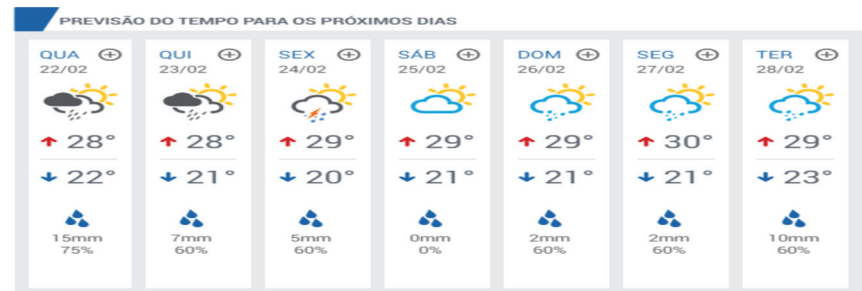 PREVISÃO DO TEMPO PARA OS PRÓXIMOS DIAS
QUA
22/02
28°
22°
15mm
75%
QUI
23/02
28°
21°
7mm
60%
SEX
24/02
29°
20°
5mm
60%
SÁB
25/02
29°
21°
0mm
0%
DOM
26/02
29°
21°
2mm
60%
SEG
27/02
30°
21°
2mm
60%
TER
28/02
29°
23°
10mm
60%